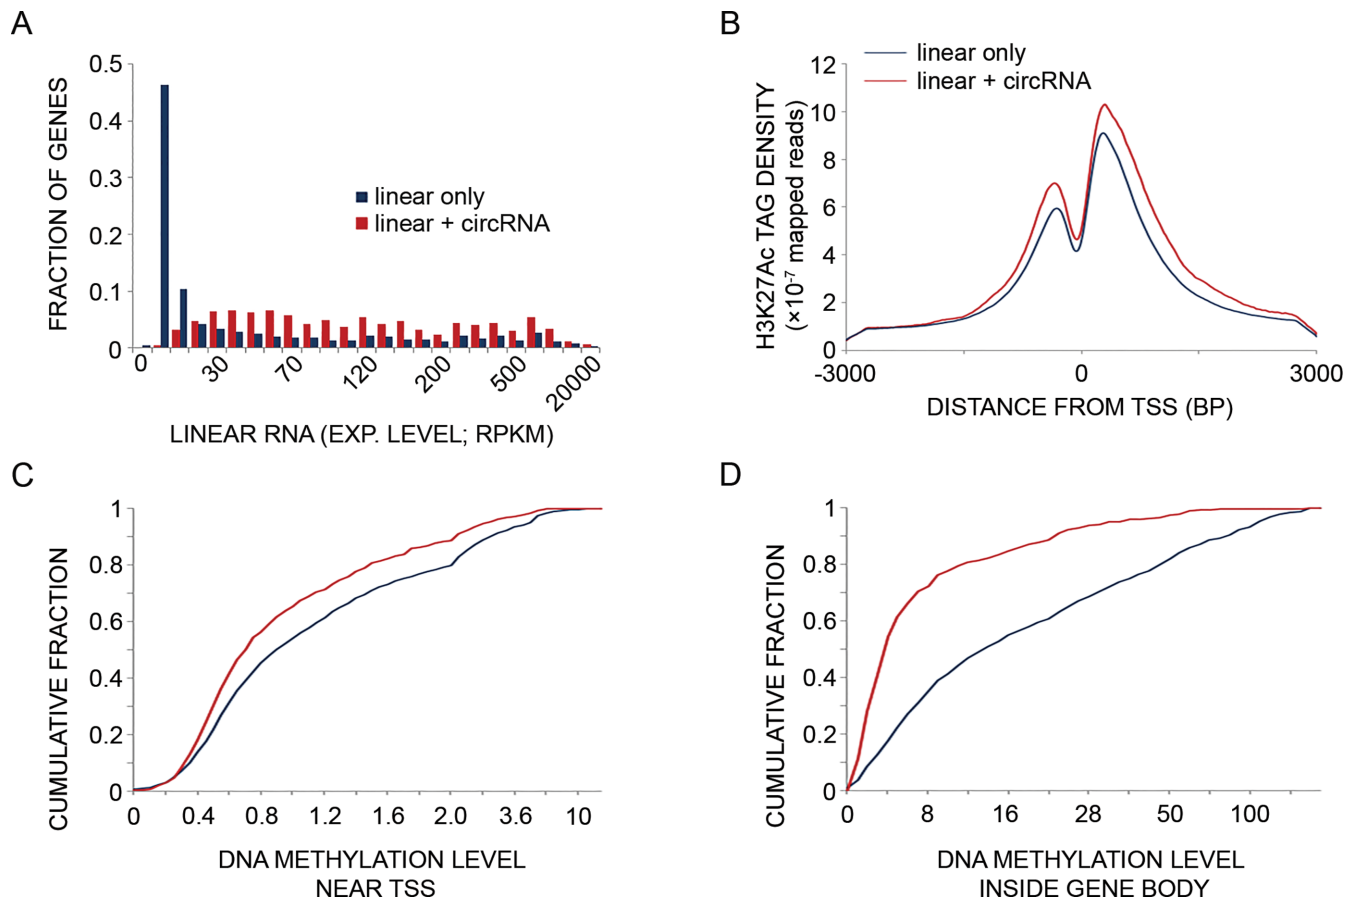 A
0.5
0.4
0.3
0.2
0.1
0
FRACTION OF GENES
linear only
linear + circRNA
0
30
70
120
200
500
20000
LINEAR RNA (EXP. LEVEL; RPKM)
B
linear only
linear + circRNA
12
10
8
6
4
2
0
H3K27Ac TAG DENSITY
(×10⁻⁷ mapped reads)
-3000
0
3000
DISTANCE FROM TSS (BP)
C
1
0.8
0.6
0.4
0.2
0
CUMULATIVE FRACTION
0
0.4
0.8
1.2
1.6
2.0
3.6
10
DNA METHYLATION LEVEL
NEAR TSS
D
1
0.8
0.6
0.4
0.2
0
CUMULATIVE FRACTION
0
8
16
28
50
100
DNA METHYLATION LEVEL
INSIDE GENE BODY